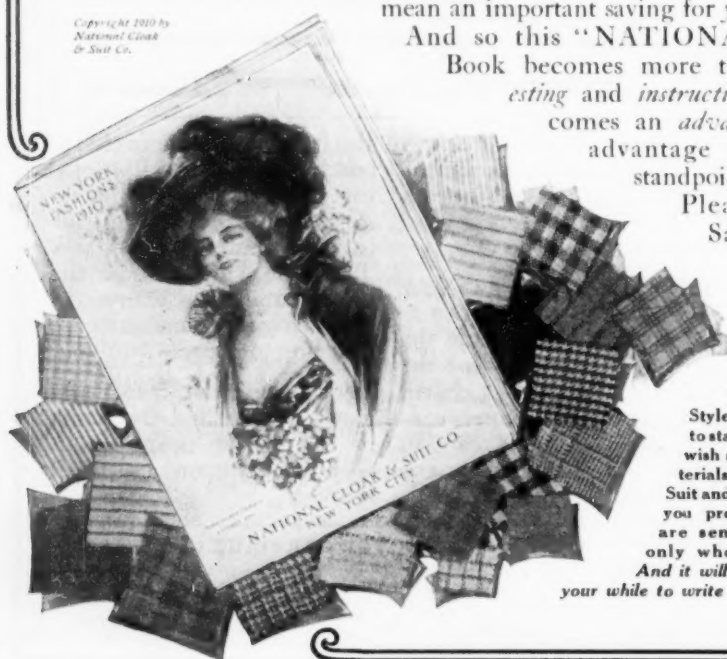 Copyright 1910 by
National Cloak
& Suit Co.
mean an important saving for y
And so this "NATIONA
Book becomes more t
esting and instructi
comes an adva
advantage
standpoi
Plea
Sa
NEW YORK
FASHIONS
1910
NATIONAL CLOAK & SUIT CO.
NEW YORK CITY
Style
to sta
wish
terials
Suit and
you pre
are sen
only whe
And it will
your while to write